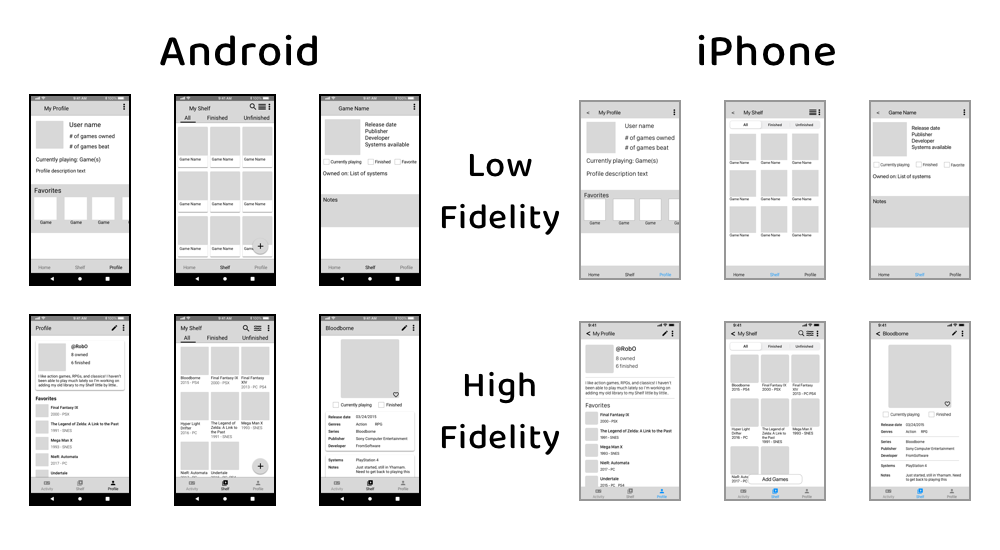 Android
iPhone
My Profile
User name
# of games owned
# of games beat
Currently playing: Game(s)
Profile description text
Favorites
Game Game Game
Home Shelf Profile
My Shelf
All Finished Unfinished
Game Name Game Name Game Name
Game Name Game Name Game Name
Game Name Game Name Game N
+
Home Shelf Profile
Game Name
Release date
Publisher
Developer
Systems available
Currently playing Finished Favorite
Owned on: List of systems
Notes
Home Shelf Profile
Low
Fidelity
< My Profile
User name
# of games owned
# of games beat
Currently playing: Game(s)
Profile description text
Favorites
Game Game Game Gam
Home Shelf Profile
< My Shelf
All Finished Unfinished
Game Name Game Name Game Name
Game Name Game Name Game Name
Game Name Game Name Game Name
Home Shelf Profile
< Game Name
Release date
Publisher
Developer
Systems available
Currently playing Finished Favorite
Owned on: List of systems
Notes
Home Shelf Profile
Profile
@RobO
8 owned
6 finished
I like action games, RPGs, and classics! I haven't
been able to play much lately so I'm working on
adding my old library to my Shelf little by little.
Favorites
Final Fantasy IX
2000 - PSX
The Legend of Zelda: A Link to the Past
1991 - SNES
Mega Man X
1993 - SNES
NieR: Automata
2017 - PC
Undertale
Activity Shelf Profile
My Shelf
All Finished Unfinished
Bloodborne Final Fantasy IX Final Fantasy
XIV
2015 - PS4 2000 - PSX 2013 - PC PS4
Hyper Light
Drifter
2016 - PC
The Legend of
Zelda: A Link to
the Past
1991 - SNES
Mega Man X
1993 - SNES
NieR: Automata Undertale
2017 - PC
+
Activity Shelf Profile
Bloodborne
Currently playing Finished
Release date 03/24/2015
Genres Action RPG
Series Bloodborne
Publisher Sony Computer Entertainment
Developer FromSoftware
Systems PlayStation 4
Notes Just started, still in Yharnam.
Need to get back to playing this
Activity Shelf Profile
High
Fidelity
9:41
< My Profile
@RobO
8 owned
6 finished
I like action games, RPGs, and classics! I haven't
been able to play much lately so I'm working on
adding my old library to my Shelf little by little.
Favorites
Final Fantasy IX
2000 - PSX
The Legend of Zelda: A Link to the Past
1991 - SNES
Mega Man X
1993 - SNES
NieR: Automata
2017 - PC
Undertale
2016 - PC PS4
Activity Shelf Profile
9:41
< My Shelf
All Finished Unfinished
Bloodborne Final Fantasy IX Final Fantasy
XIV
2015 - PS4 2000 - PSX 2013 - PC PS4
Hyper Light
Drifter
2016 - PC
The Legend of
Zelda: A Link to
the Past
1991 - SNES
Mega Man X
1993 - SNES
2017 - PC
Add Games
Activity Shelf Profile
9:41
< Bloodborne
Currently playing Finished
Release date 03/24/2015
Genres Action RPG
Series Bloodborne
Publisher Sony Computer Entertainment
Developer FromSoftware
Systems PlayStation 4
Notes Just started, still in Yharnam. Need
to get back to playing this
Activity Shelf Profile